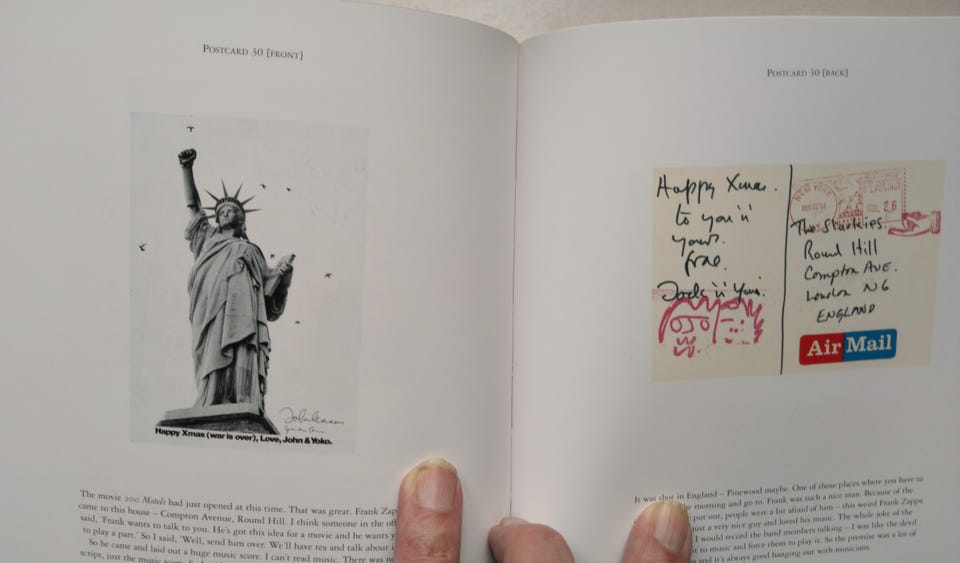 POSTCARD 30 [FRONT]
John Lennon
Happy Xmas (war is over), Love, John & Yoko.
The movie 200 Motels had just opened at this time. That was great. Frank Zap
came to this house – Compton Avenue, Round Hill. I think someone in the off
said, 'Frank wants to talk to you. He's got this idea for a movie and he wants y
to play a part.' So I said, 'Well, send him over. We'll have tea and talk about
So he came and laid out a huge music score. I can't read music. There was
script, just the music score.
POSTCARD 30 [BACK]
Happy Xmas.
to you 'n'
yours.
from
Jock 'n' Yono.
NEW YORK
U.S. POSTAGE
26
The Starkies.
Round Hill
Compton AVE.
London N6
ENGLAND
Air Mail
It was shot in England – Pinewood maybe. One of those places where you have to
the morning and go to. Frank was such a nice man. Because of the
put out, people were a bit afraid of him – this weird Frank Zappa
just a very nice guy and loved his music. The whole joke of the
I would record the band members talking – I was like the devil
to music and force them to play it. So the premise was a lot of
and it's always good hanging out with musicians.